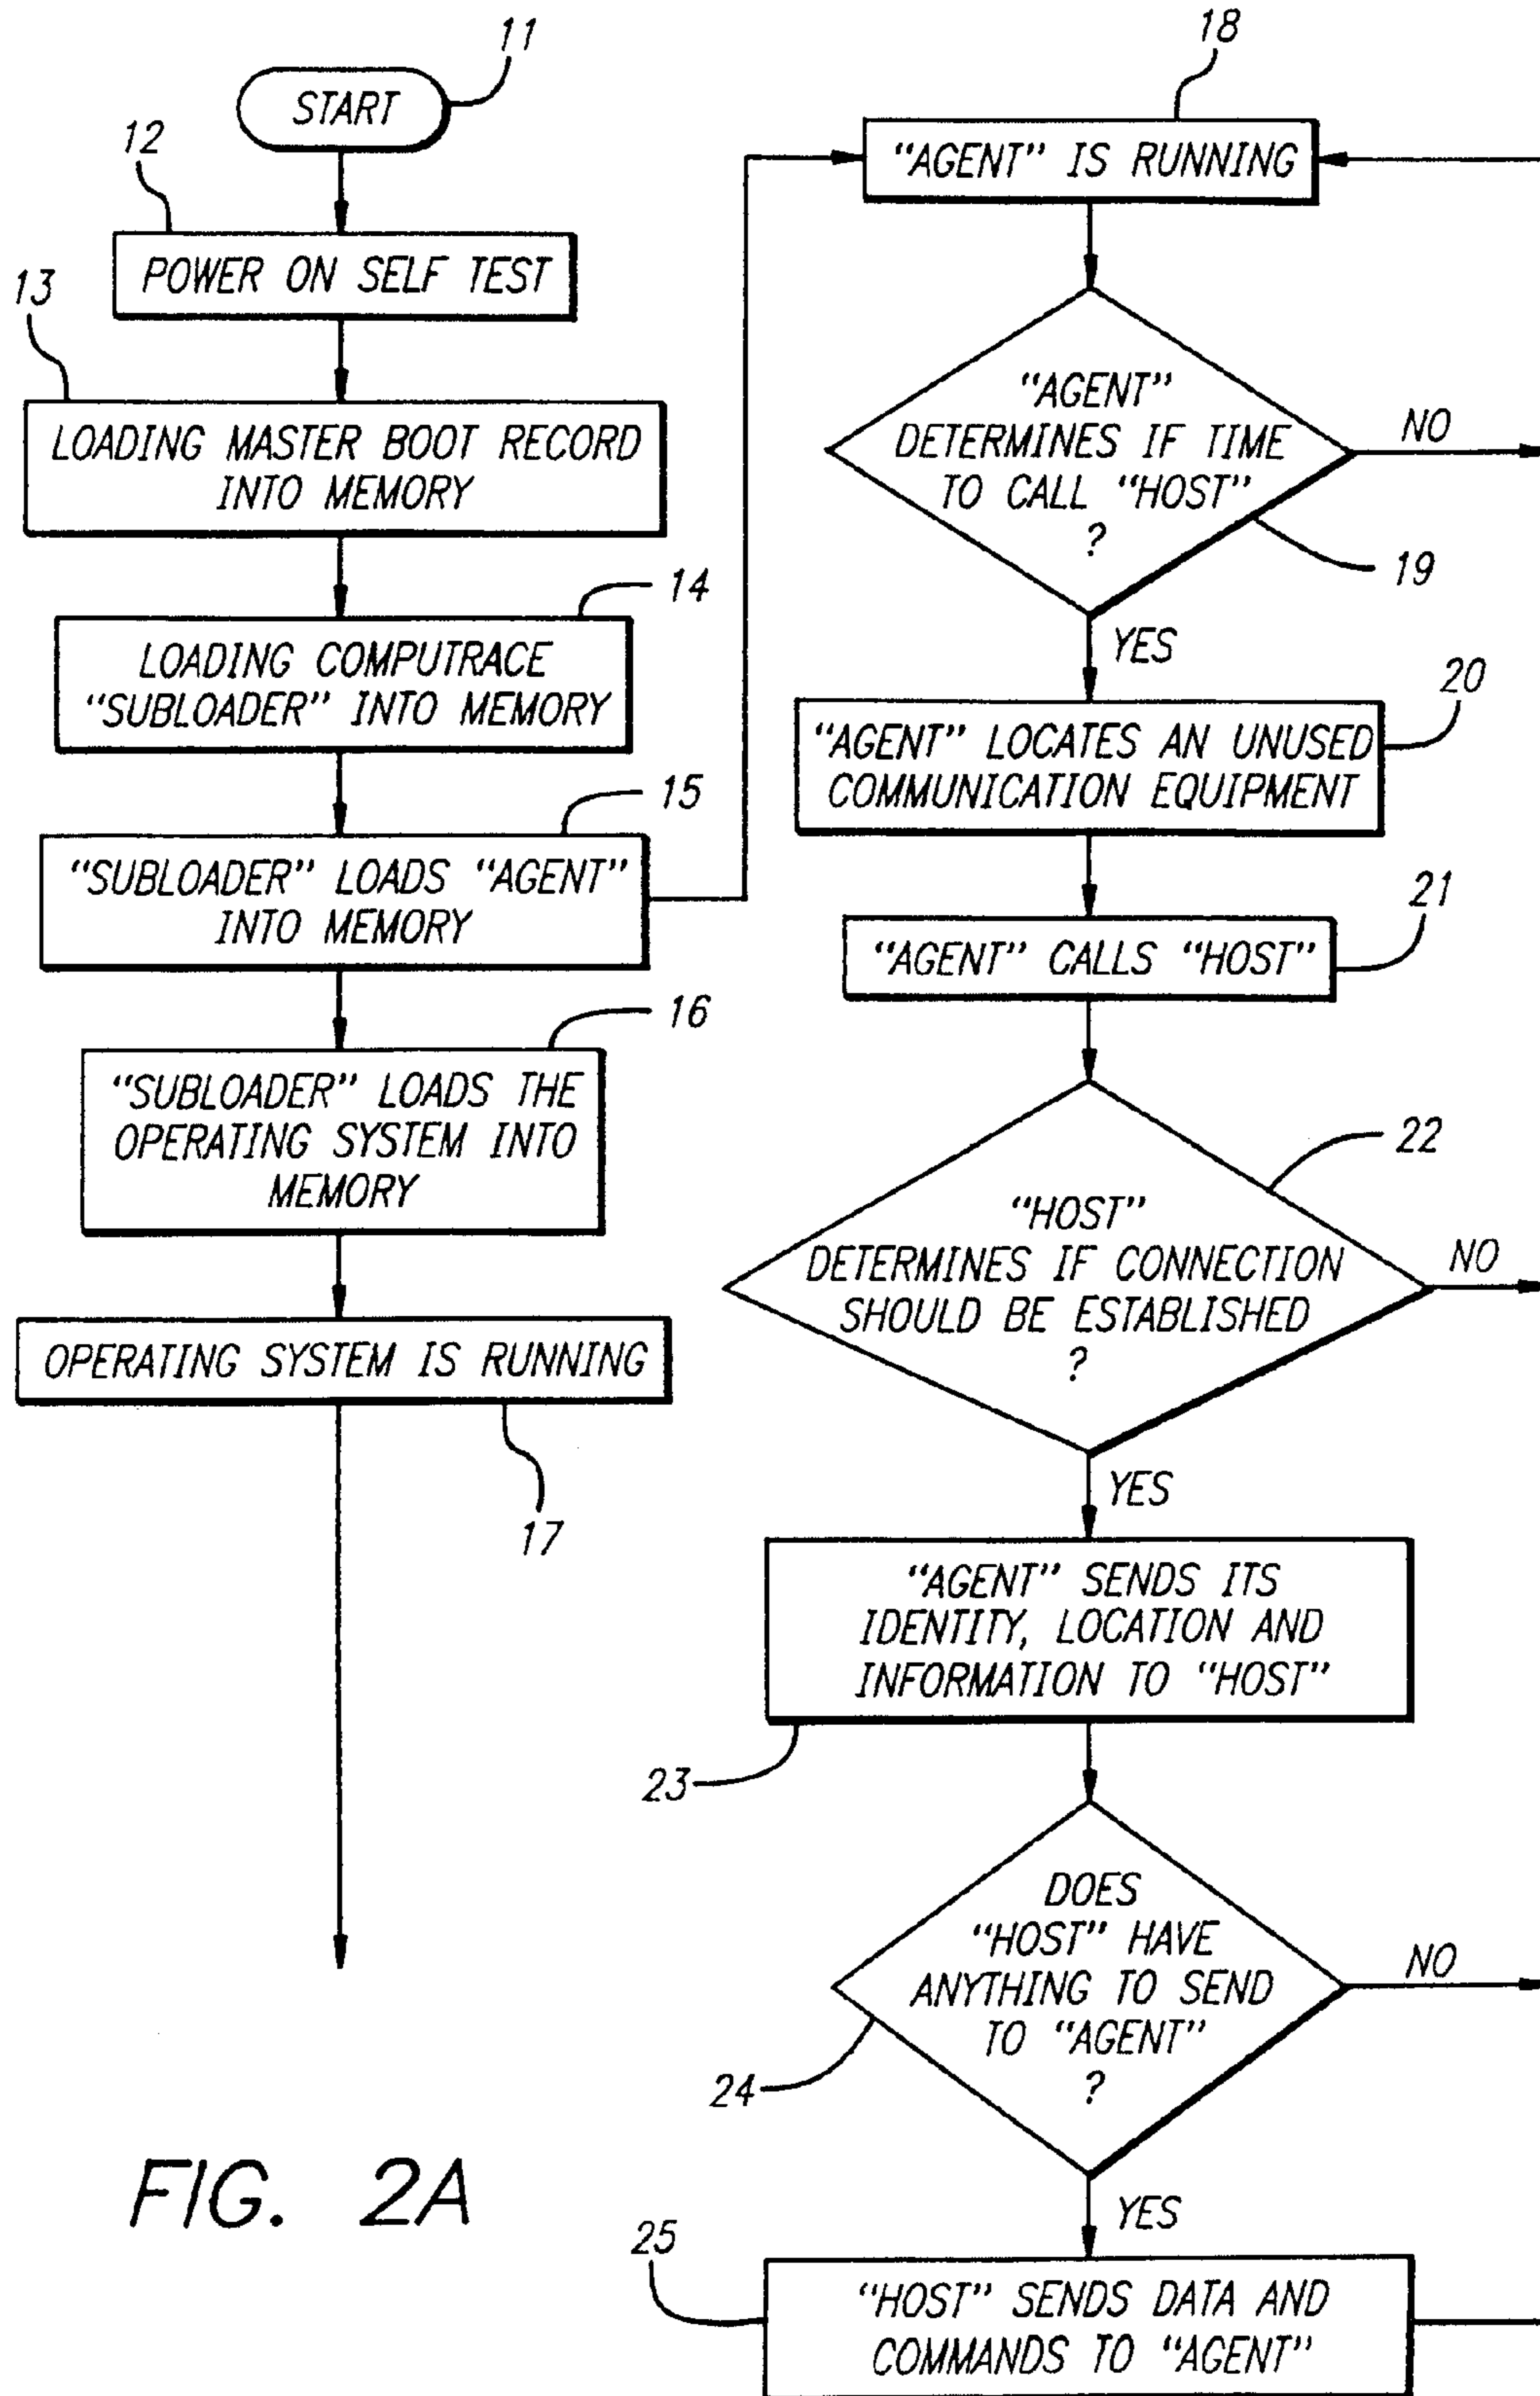 11
START
12
POWER ON SELF TEST
13
LOADING MASTER BOOT RECORD
INTO MEMORY
14
LOADING COMPUTRACE
"SUBLOADER" INTO MEMORY
15
"SUBLOADER" LOADS "AGENT"
INTO MEMORY
16
"SUBLOADER" LOADS THE
OPERATING SYSTEM INTO
MEMORY
OPERATING SYSTEM IS RUNNING
17
18
"AGENT" IS RUNNING
"AGENT"
DETERMINES IF TIME
TO CALL "HOST"
?
NO
19
YES
20
"AGENT" LOCATES AN UNUSED
COMMUNICATION EQUIPMENT
21
"AGENT" CALLS "HOST"
22
"HOST"
DETERMINES IF CONNECTION
SHOULD BE ESTABLISHED
?
NO
YES
"AGENT" SENDS ITS
IDENTITY, LOCATION AND
INFORMATION TO "HOST"
23
DOES
"HOST" HAVE
ANYTHING TO SEND
TO "AGENT"
?
NO
24
YES
25
"HOST" SENDS DATA AND
COMMANDS TO "AGENT"
FIG. 2A